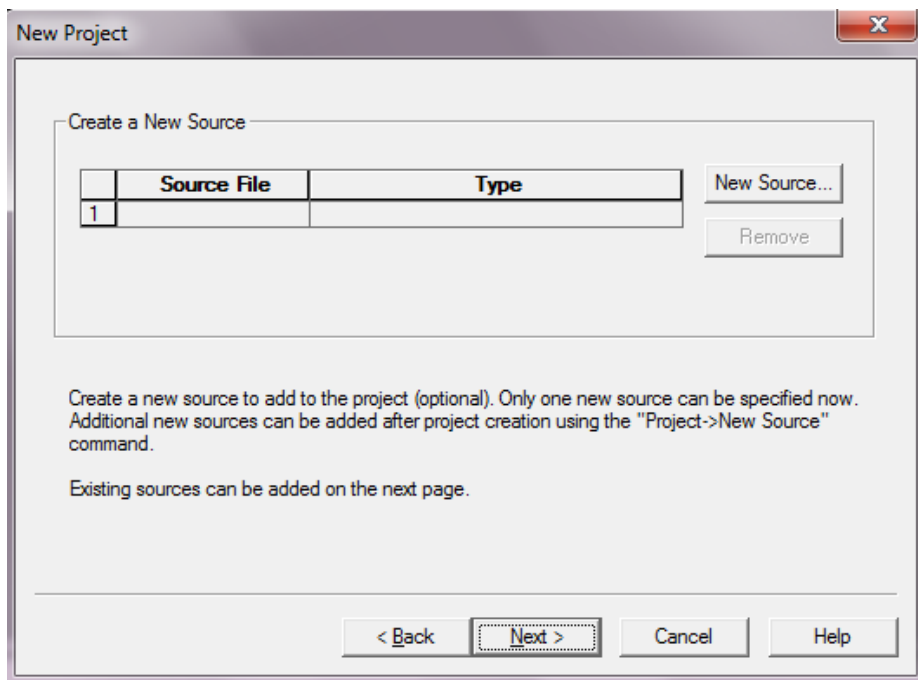 New Project
Create a New Source
Source File Type
1
New Source...
Remove
Create a new source to add to the project (optional). Only one new source can be specified now.
Additional new sources can be added after project creation using the "Project->New Source"
command.
Existing sources can be added on the next page.
< Back Next > Cancel Help